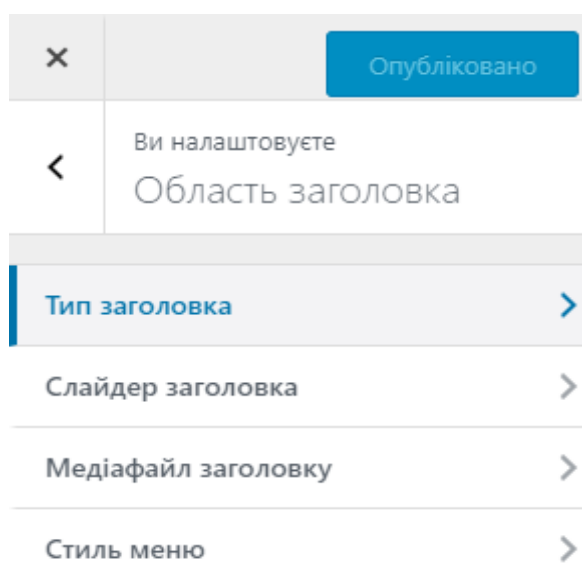 Опубліковано
Ви налаштовуєте
Область заголовка
Тип заголовка
Слайдер заголовка
Медіафайл заголовку
Стиль меню